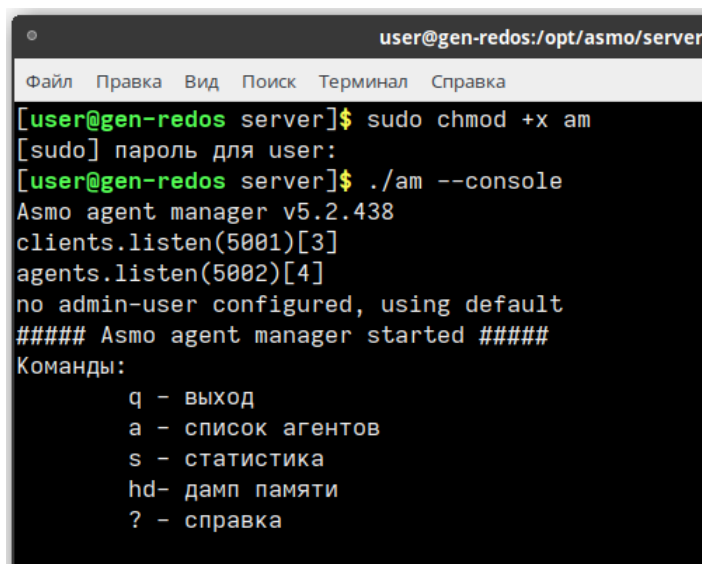 user@gen-redos:/opt/asmo/server
Файл Правка Вид Поиск Терминал Справка
[user@gen-redos server]$ sudo chmod +x am
[sudo] пароль для user:
[user@gen-redos server]$ ./am --console
Asmo agent manager v5.2.438
clients.listen(5001)[3]
agents.listen(5002)[4]
no admin-user configured, using default
##### Asmo agent manager started #####
Команды:
q - выход
a - список агентов
s - статистика
hd- дамп памяти
? - справка